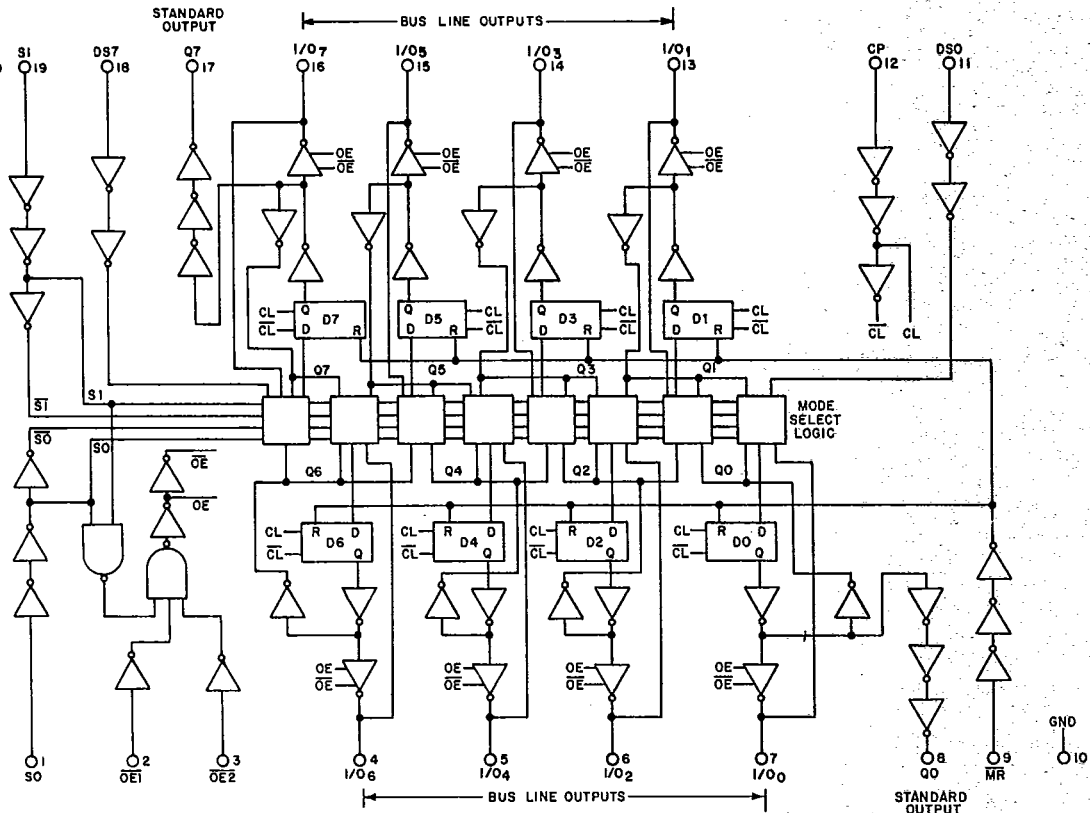 STANDARD OUTPUT
BUS LINE OUTPUTS
S1 19
DS7 18
Q7 17
I/O7 16
I/O5 15
I/O3 14
I/O1 13
CP 12
DS0 11
OE OE OE OE
OE OE OE OE
CL Q D7 CL D R
Q D5 CL D R CL
Q D3 CL D R CL
Q D1 CL D R CL
CL CL
Q7 Q5 Q3 Q1
S1
S1
S0
S0
MODE SELECT LOGIC
OE
OE
Q6 Q4 Q2 Q0
CL R D CL D6 Q
CL R D CL D4 Q
CL R D CL D2 Q
CL R D CL D0 Q
OE OE OE OE
OE OE OE OE
1 S0
2 OE1
3 OE2
4 I/O6
5 I/O4
6 I/O2
7 I/O0
8 Q0
9 MR
GND 10
BUS LINE OUTPUTS
STANDARD OUTPUT